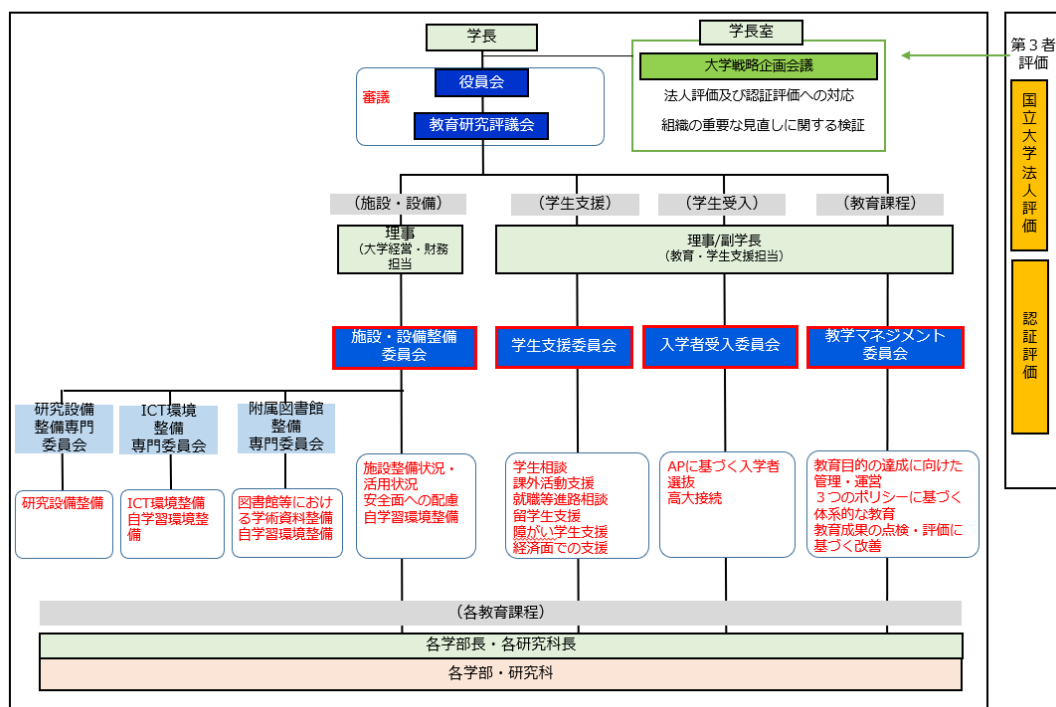 学長
学長室
大学戦略企画会議
法人評価及び認証評価への対応
組織の重要な見直しに関する検証
第３者
評価
国立大学法人評価
認証評価
審議
役員会
教育研究評議会
（施設・設備）
（学生支援）
（学生受入）
（教育課程）
理事
（大学経営・財務
担当）
理事/副学長
（教育・学生支援担当）
施設・設備整備
委員会
学生支援委員会
入学者受入委員会
教学マネジメント
委員会
研究設備
整備専門
委員会
ICT環境
整備
専門委員会
附属図書館
整備
専門委員会
研究設備整備
ICT環境整備
自学習環境整
備
図書館等におけ
る学術資料整備
自学習環境整備
施設整備状況・
活用状況
安全面への配慮
自学習環境整備
学生相談
課外活動支援
就職等進路相談
留学生支援
障がい学生支援
経済面での支援
APに基づく入学者
選抜
高大接続
教育目的の達成に向けた
管理・運営
３つのポリシーに基づく
体系的な教育
教育成果の点検・評価に
基づく改善
（各教育課程）
各学部長・各研究科長
各学部・研究科